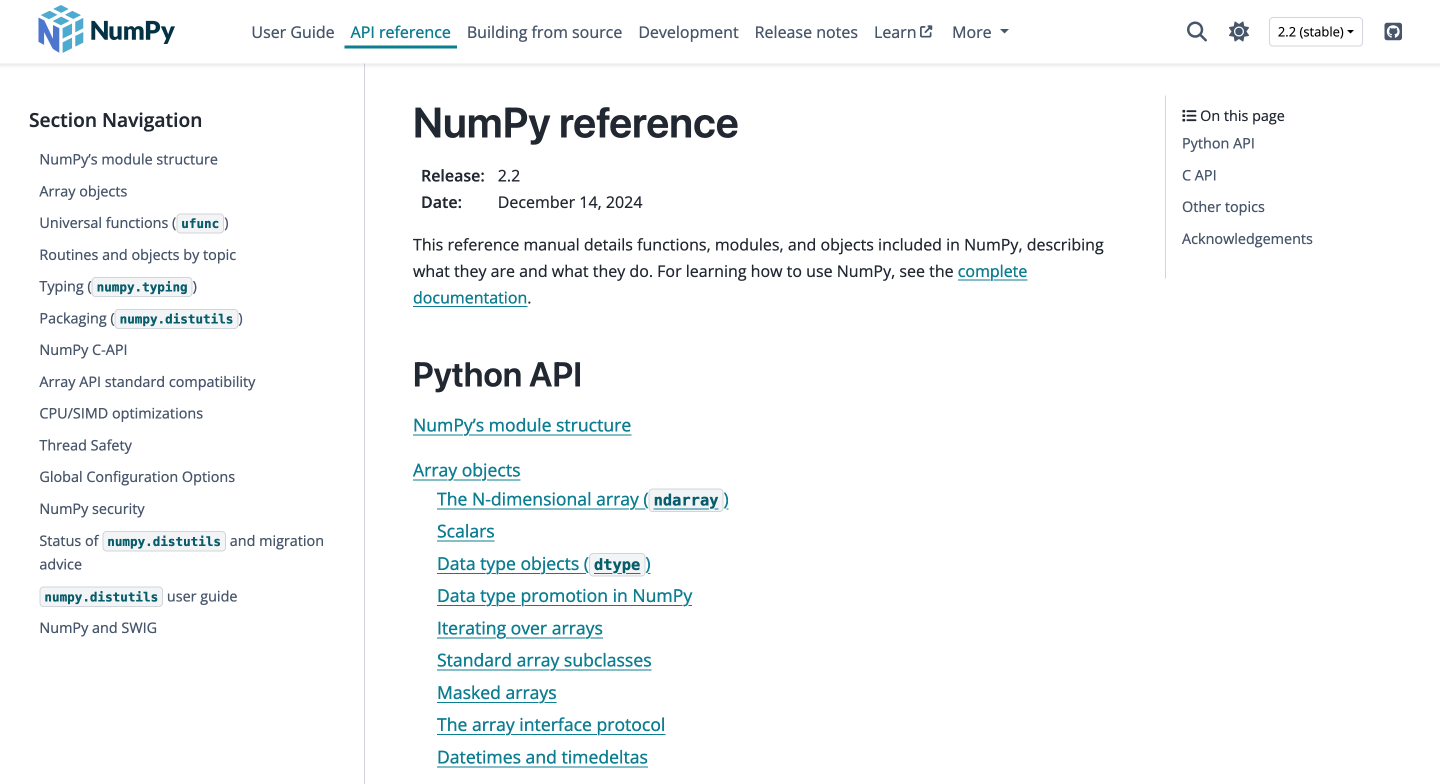 NumPy
User Guide
API reference
Building from source
Development
Release notes
Learn
More
2.2 (stable)
Section Navigation
NumPy’s module structure
Array objects
Universal functions (ufunc)
Routines and objects by topic
Typing (numpy.typing)
Packaging (numpy.distutils)
NumPy C-API
Array API standard compatibility
CPU/SIMD optimizations
Thread Safety
Global Configuration Options
NumPy security
Status of numpy.distutils and migration
advice
numpy.distutils user guide
NumPy and SWIG
NumPy reference
Release: 2.2
Date: December 14, 2024
This reference manual details functions, modules, and objects included in NumPy, describing
what they are and what they do. For learning how to use NumPy, see the complete
documentation.
Python API
NumPy’s module structure
Array objects
The N-dimensional array (ndarray)
Scalars
Data type objects (dtype)
Data type promotion in NumPy
Iterating over arrays
Standard array subclasses
Masked arrays
The array interface protocol
Datetimes and timedeltas
On this page
Python API
C API
Other topics
Acknowledgements